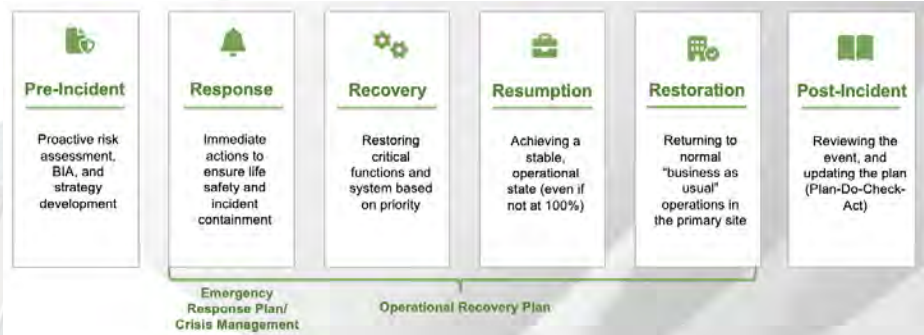 Pre-Incident
Proactive risk
assessment,
BIA, and
strategy
development
Response
Immediate
actions to
ensure life
safety and
incident
containment
Recovery
Restoring
critical
functions and
system based
on priority
Resumption
Achieving a
stable,
operational
state (even if
not at 100%)
Restoration
Returning to
normal
“business as
usual”
operations in
the primary site
Post-Incident
Reviewing the
event, and
updating the plan
(Plan-Do-Check-
Act)
Emergency
Response Plan/
Crisis Management
Operational Recovery Plan